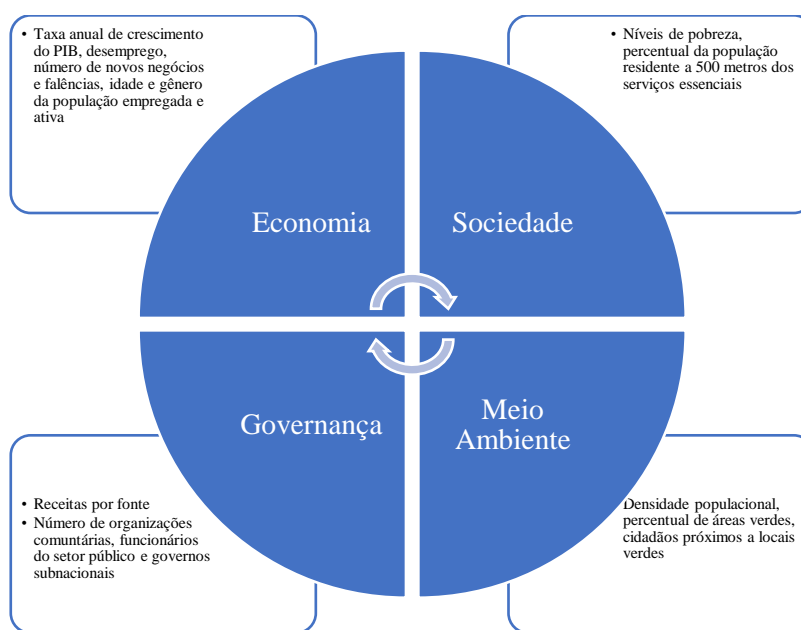 • Taxa anual de crescimento
do PIB, desemprego,
número de novos negócios
e falências, idade e gênero
da população empregada e
ativa
• Níveis de pobreza,
percentual da população
residente a 500 metros dos
serviços essenciais
Economia
Sociedade
Governança
Meio
Ambiente
• Receitas por fonte
• Número de organizações
comuntárias, funcionários
do setor público e governos
subnacionais
Densidade populacional,
percentual de áreas verdes,
cidadãos próximos a locais
verdes